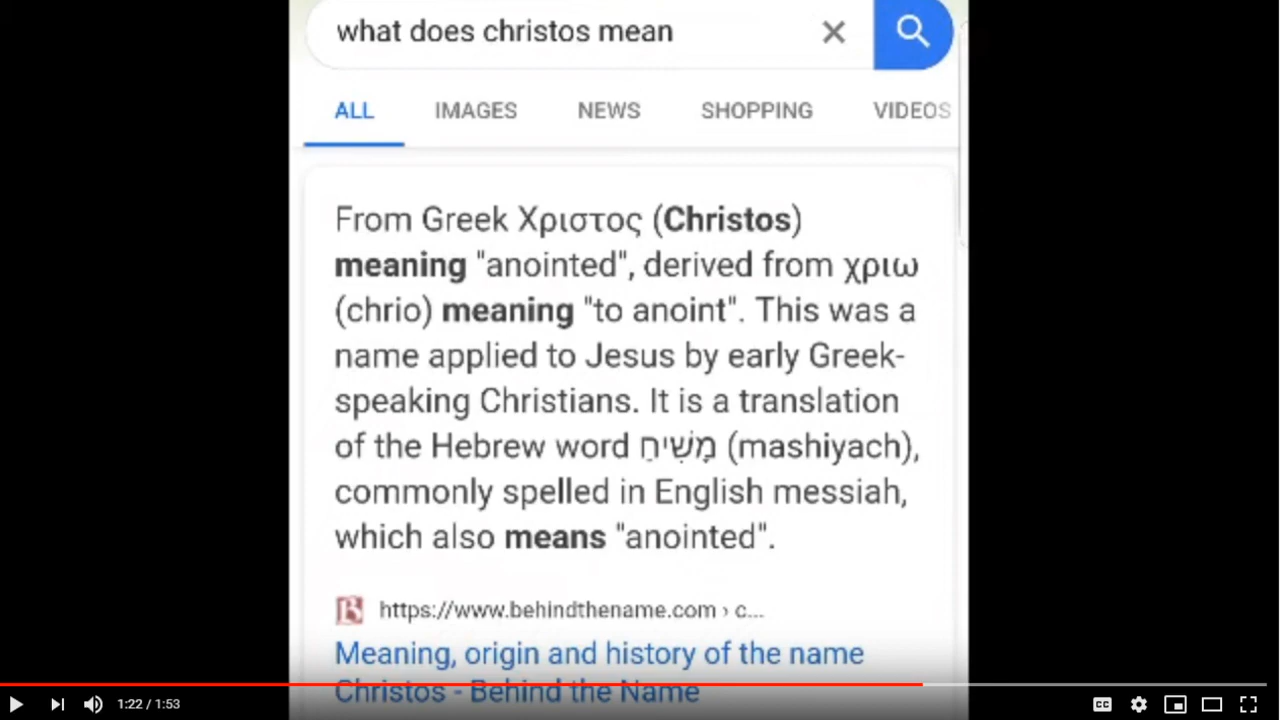 what does christos mean
ALL IMAGES NEWS SHOPPING VIDEOS
From Greek Χριστος (Christos)
meaning "anointed", derived from χριω
(chrio) meaning "to anoint". This was a
name applied to Jesus by early Greek-
speaking Christians. It is a translation
of the Hebrew word מָשִׁיחַ (mashiyach),
commonly spelled in English messiah,
which also means "anointed".
https://www.behindthename.com › c...
Meaning, origin and history of the name
Christos - Behind the Name
1:22 / 1:53